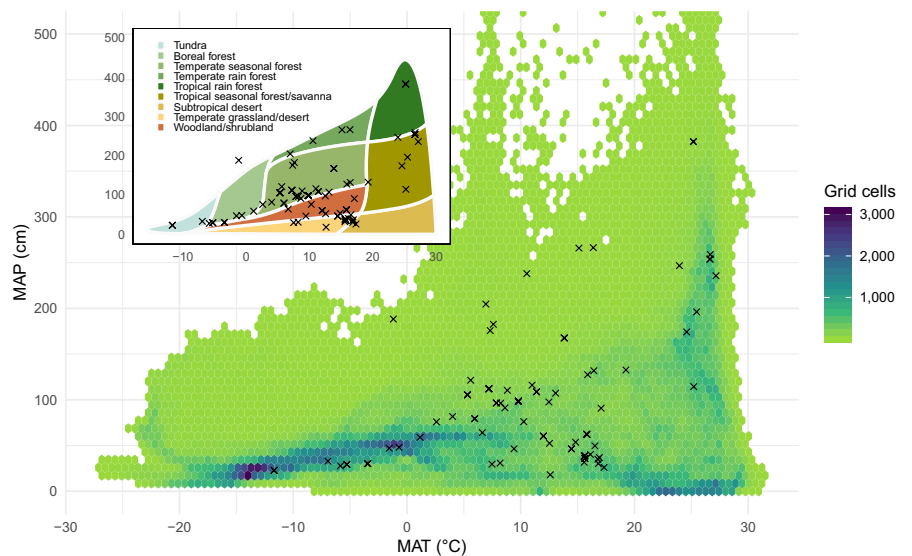 500
400
300
200
100
0
MAP (cm)
−30
−20
−10
0
10
20
30
MAT (°C)
500
400
300
200
100
0
−10
0
10
20
30
Tundra
Boreal forest
Temperate seasonal forest
Temperate rain forest
Tropical rain forest
Tropical seasonal forest/savanna
Subtropical desert
Temperate grassland/desert
Woodland/shrubland
Grid cells
3,000
2,000
1,000